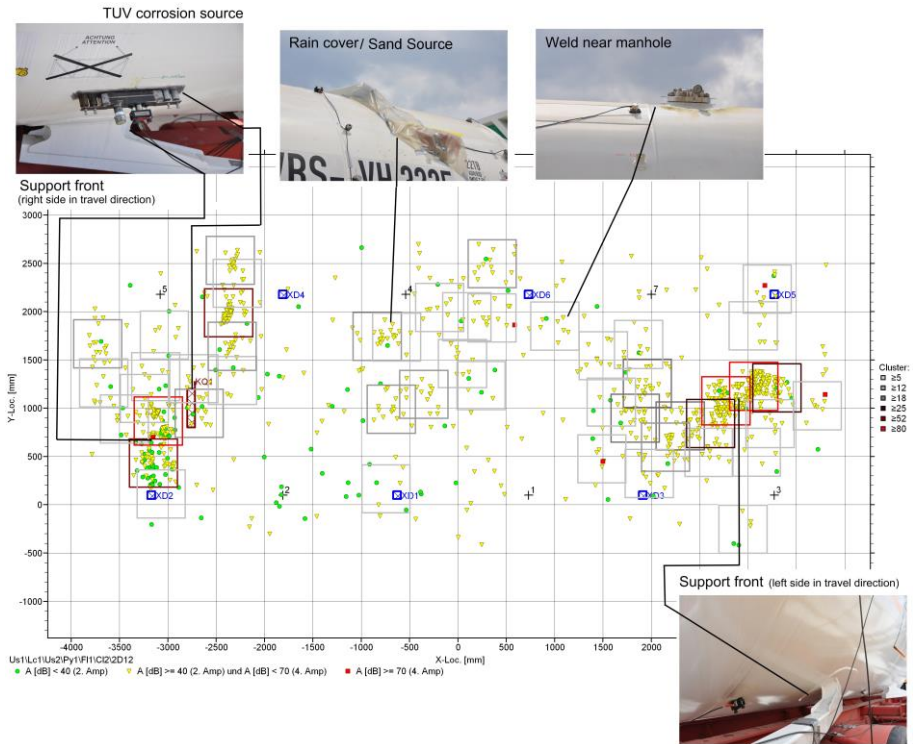 TUV corrosion source
ACHTUNG
ATTENTION
Rain cover/ Sand Source
Weld near manhole
Support front
(right side in travel direction)
3000
2500
2000
1500
1000
500
0
-500
-1000
Y-Loc. [mm]
5
XD4
4
XD6
7
XD5
KQ1
XD2
2
XD1
1
XD3
3
Cluster:
≥5
≥12
≥18
≥25
≥52
≥80
-4000
-3500
-3000
-2500
-2000
-1500
-1000
-500
0
500
1000
1500
2000
X-Loc. [mm]
Us1\Lc1\Us2\Py1\Fl1\Cl2\2D12
A [dB] < 40 (2. Amp)
A [dB] >= 40 (2. Amp) und A [dB] < 70 (4. Amp)
A [dB] >= 70 (4. Amp)
Support front (left side in travel direction)